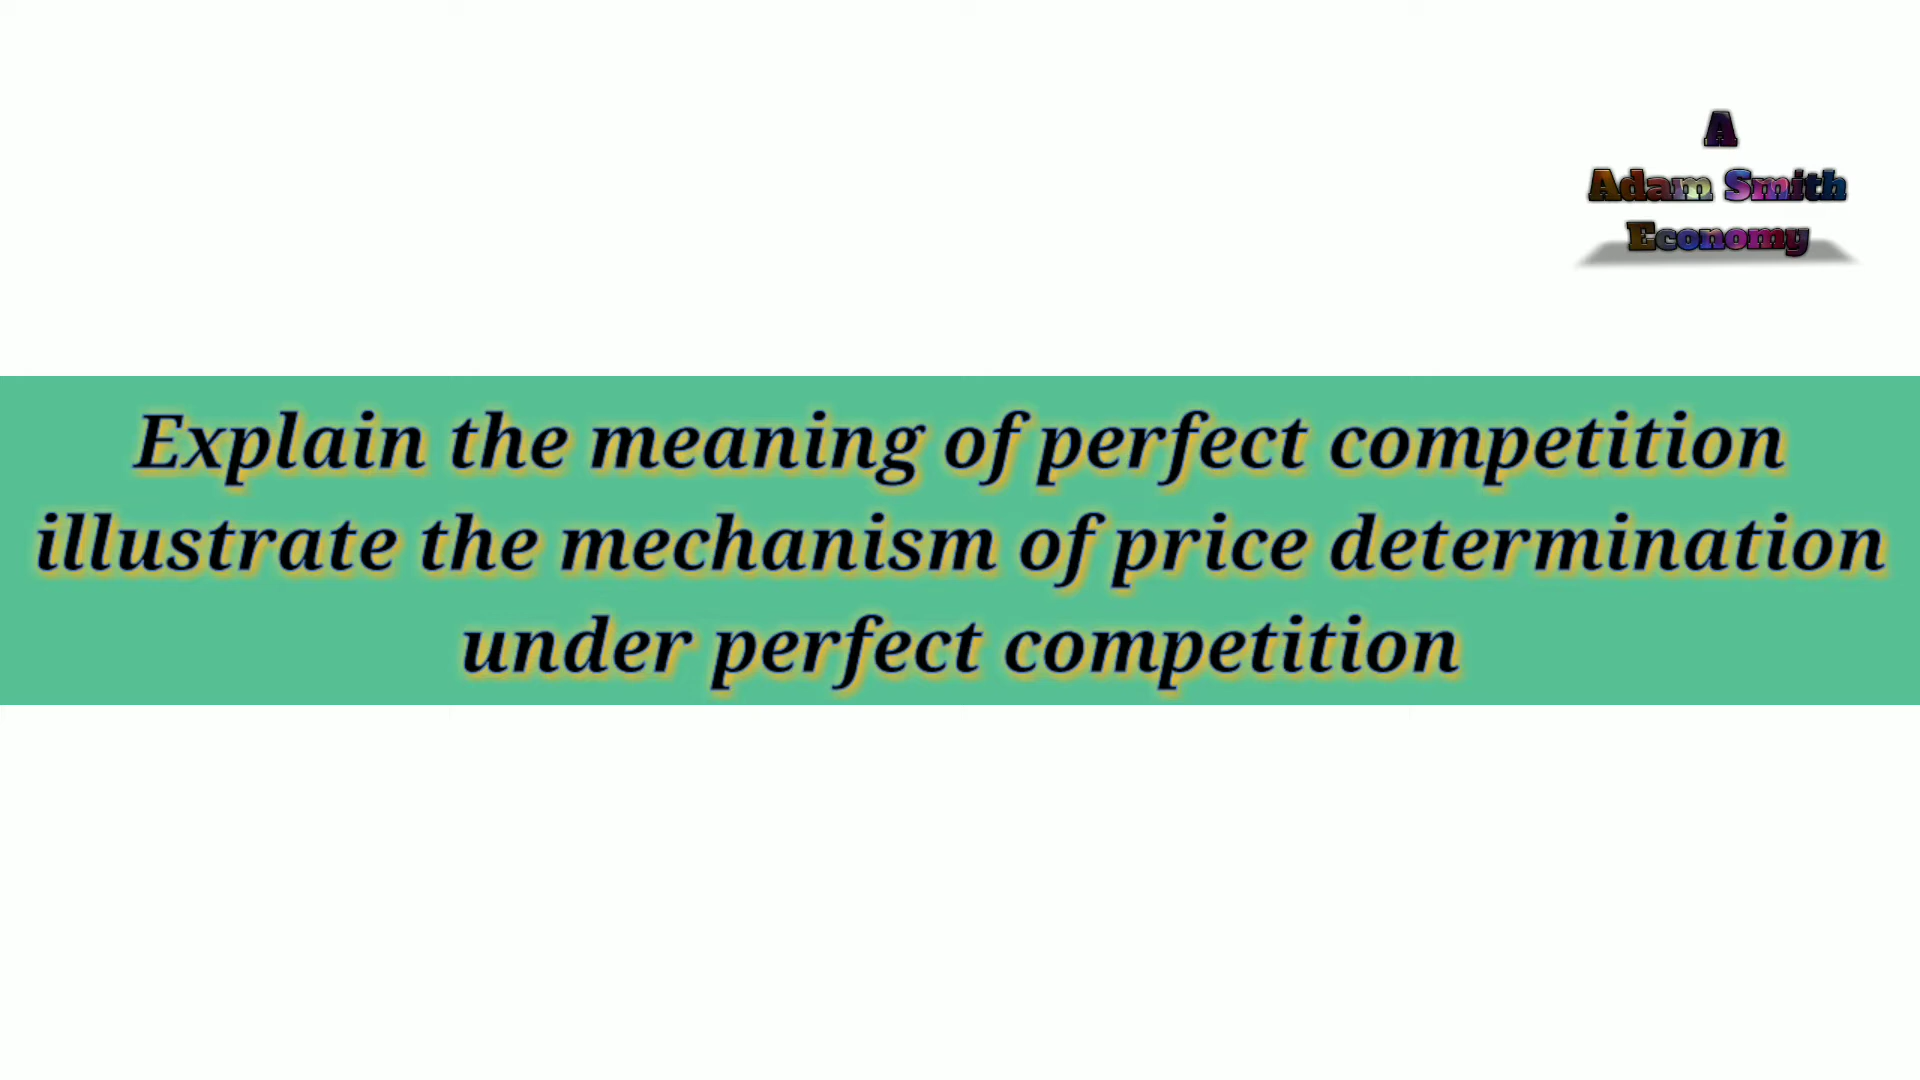 A
Adam Smith
Economy
Explain the meaning of perfect competition
illustrate the mechanism of price determination
under perfect competition